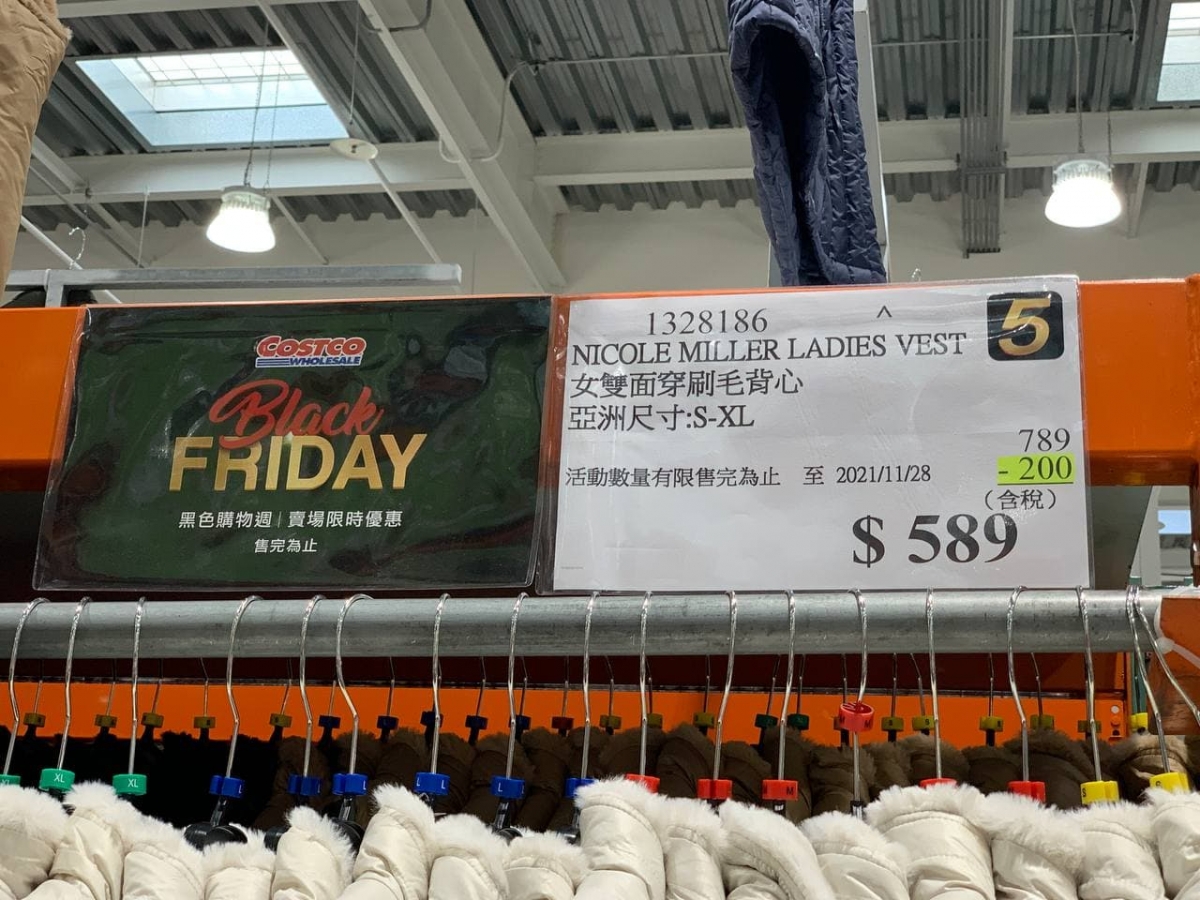 COSTCO
WHOLESALE
Black
FRIDAY
黑色購物週 | 賣場限時優惠
售完為止
1328186 ^
5
NICOLE MILLER LADIES VEST
女雙面穿刷毛背心
亞洲尺寸:S-XL
789
- 200
活動數量有限售完為止 至 2021/11/28
(含稅)
$ 589
XL
XL
XL
L
L
L
L
M
M
S